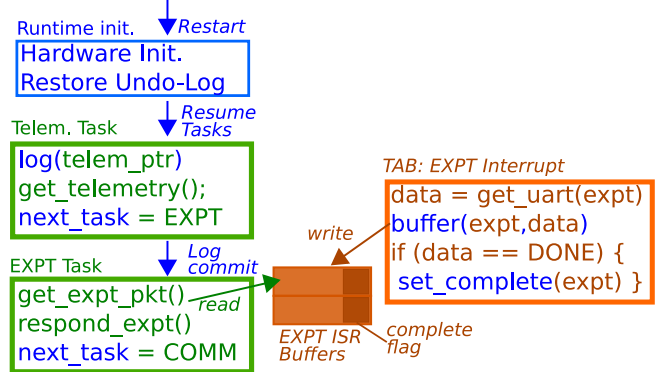 Restart
Runtime init.
Hardware Init.
Restore Undo-Log
Resume
Tasks
Telem. Task
log(telem_ptr)
get_telemetry();
next_task = EXPT
Log
commit
EXPT Task
get_expt_pkt()
respond_expt()
next_task = COMM
read
write
EXPT ISR
Buffers
complete
flag
TAB: EXPT Interrupt
data = get_uart(expt)
buffer(expt,data)
if (data == DONE) {
set_complete(expt) }